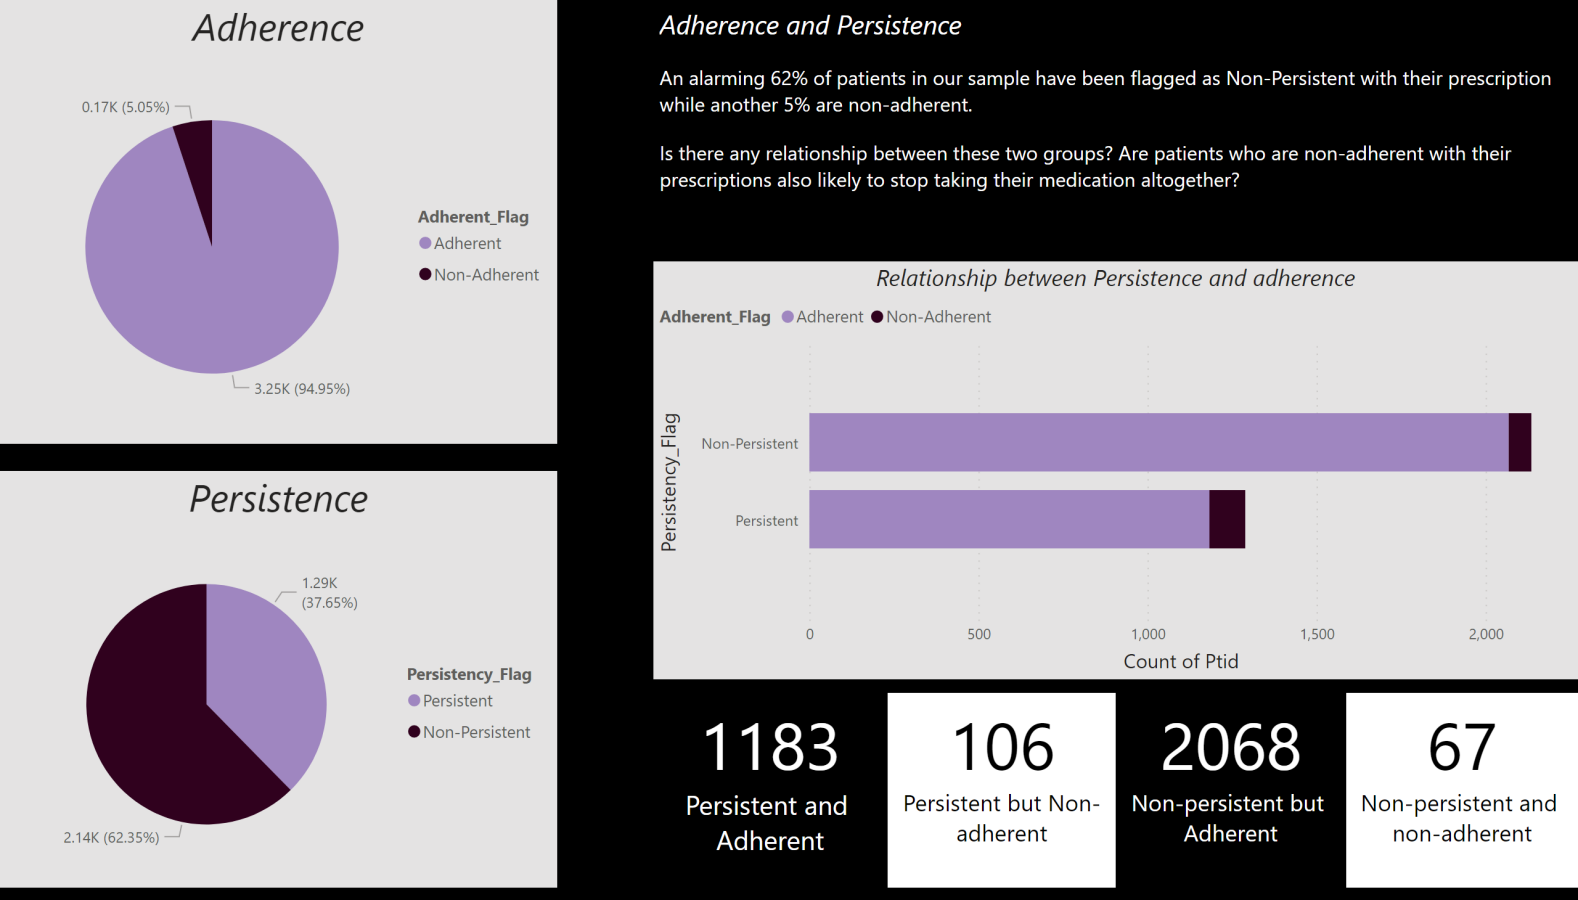 Adherence
0.17K (5.05%)
Adherent_Flag
Adherent
Non-Adherent
3.25K (94.95%)
Persistence
1.29K
(37.65%)
Persistency_Flag
Persistent
Non-Persistent
2.14K (62.35%)
Adherence and Persistence
An alarming 62% of patients in our sample have been flagged as Non-Persistent with their prescription
while another 5% are non-adherent.
Is there any relationship between these two groups? Are patients who are non-adherent with their
prescriptions also likely to stop taking their medication altogether?
Relationship between Persistence and adherence
Adherent_Flag Adherent Non-Adherent
Persistency_Flag
Non-Persistent
Persistent
0 500 1,000 1,500 2,000
Count of Ptid
1183
Persistent and
Adherent
106
Persistent but Non-
adherent
2068
Non-persistent but
Adherent
67
Non-persistent and
non-adherent